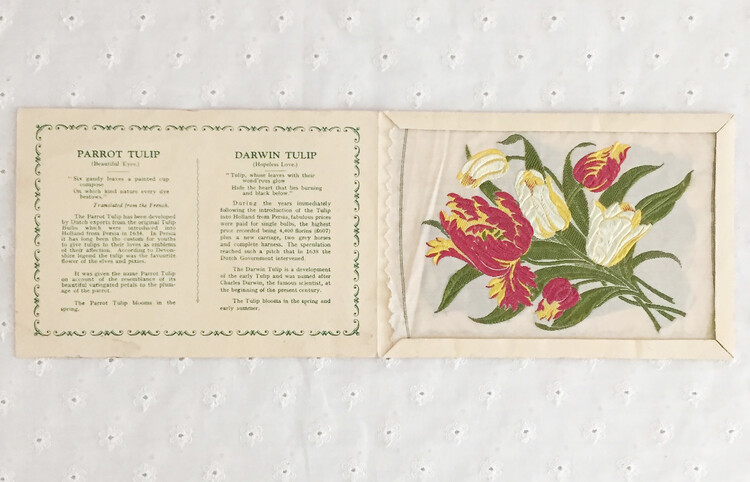 PARROT TULIP
(Beautiful Eyes.)
"Six gaudy leaves a painted cup
compose
On which kind nature every dye
bestows."
Translated from the French.
The Parrot Tulip has been developed
by Dutch experts from the original Tulip
Bulbs which were introduced into
Holland from Persia in 1634. In Persia
it has long been the custom for youths
to give tulips to their loves as emblems
of their affection. According to Devon-
shire legend the tulip was the favourite
flower of the elves and pixies.
It was given the name Parrot Tulip
on account of the resemblance of its
beautiful variegated petals to the plum-
age of the parrot.
The Parrot Tulip blooms in the
spring.
DARWIN TULIP
(Hopeless Love.)
"Tulip, whose leaves with their
wond'rous glow
Hide the heart that lies burning
and black below."
During the years immediately
following the introduction of the Tulip
into Holland from Persia, fabulous prices
were paid for single bulbs, the highest
price recorded being 4,600 florins
plus a new carriage, two grey horses
and complete harness. The speculation
reached such a pitch that in 1638 the
Dutch Government intervened.
The Darwin Tulip is a development
of the early Tulip and was named after
Charles Darwin, the famous scientist, at
the beginning of the present century.
The Tulip blooms in the spring and
early summer.